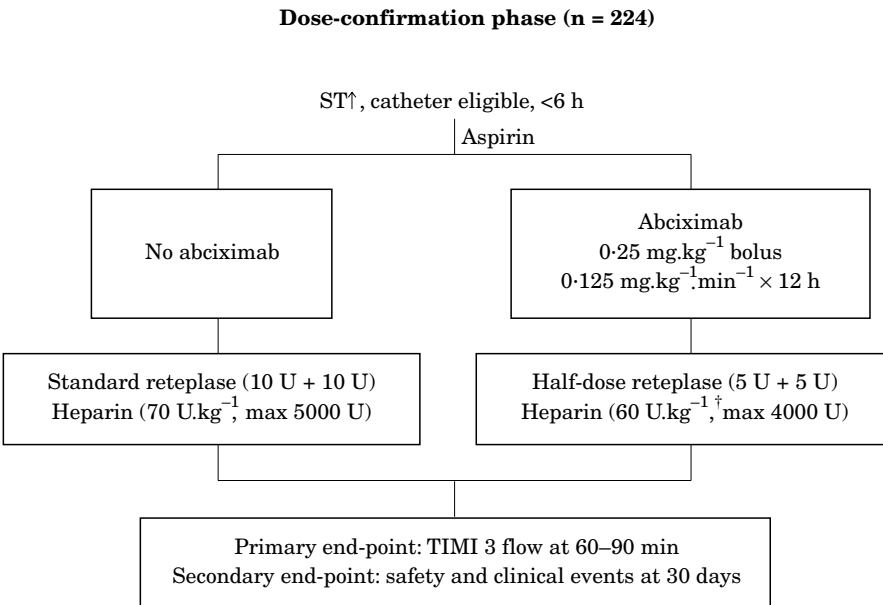 Dose-confirmation phase (n = 224)
ST↑, catheter eligible, <6 h
Aspirin
No abciximab
Abciximab
0·25 mg.kg⁻¹ bolus
0·125 mg.kg⁻¹.min⁻¹ × 12 h
Standard reteplase (10 U + 10 U)
Heparin (70 U.kg⁻¹, max 5000 U)
Half-dose reteplase (5 U + 5 U)
Heparin (60 U.kg⁻¹,† max 4000 U)
Primary end-point: TIMI 3 flow at 60–90 min
Secondary end-point: safety and clinical events at 30 days